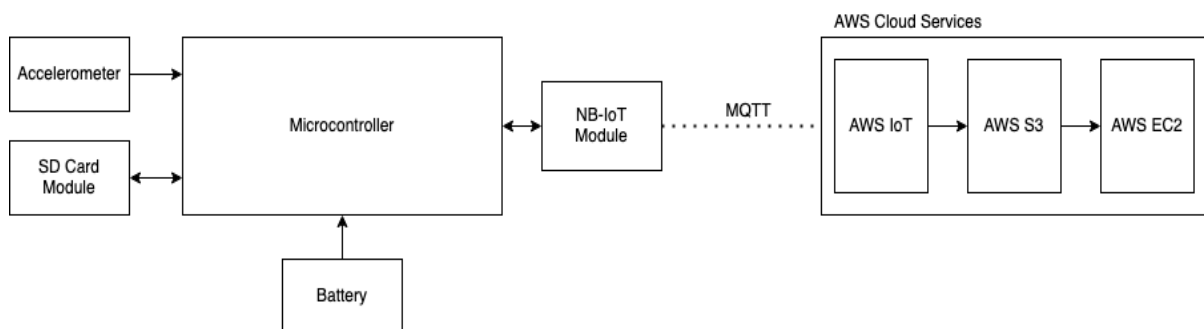 AWS Cloud Services
Accelerometer
Microcontroller
SD Card
Module
Battery
NB-IoT
Module
MQTT
AWS IoT
AWS S3
AWS EC2